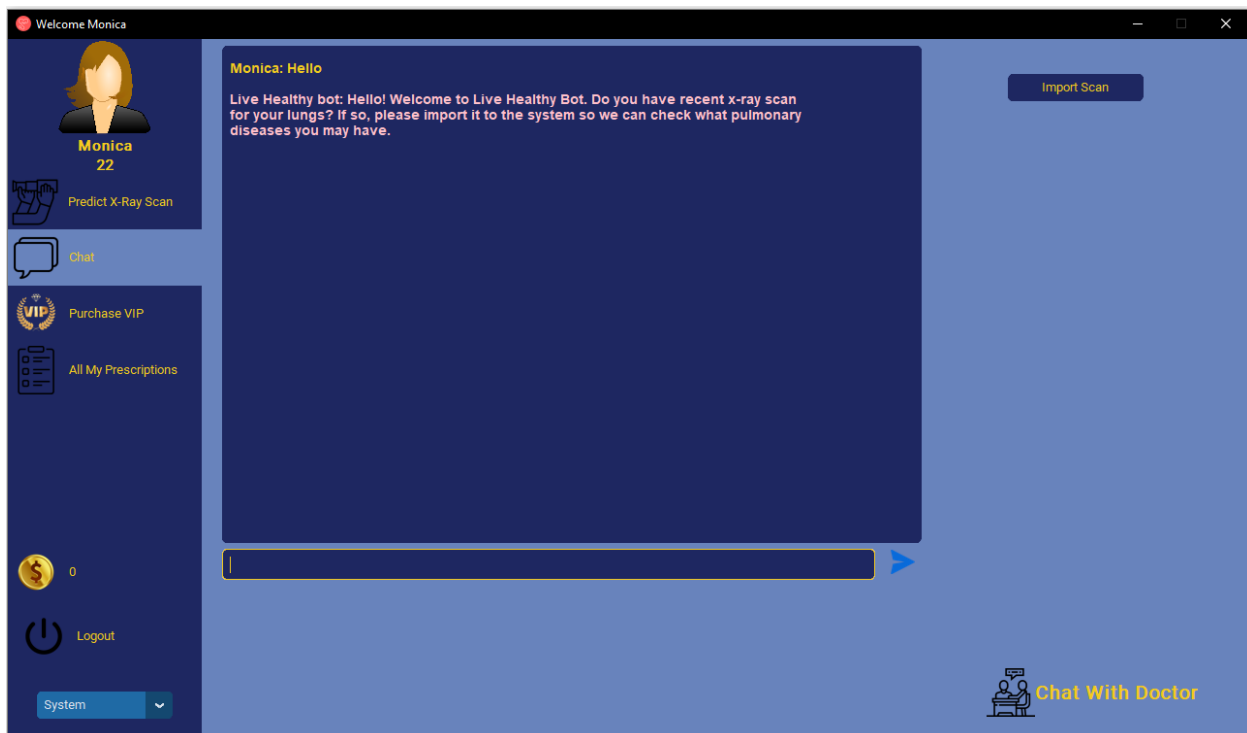 Welcome Monica
Monica
22
Predict X-Ray Scan
Chat
VIP
Purchase VIP
All My Prescriptions
$ 0
Logout
System
Monica: Hello
Live Healthy bot: Hello! Welcome to Live Healthy Bot. Do you have recent x-ray scan
for your lungs? If so, please import it to the system so we can check what pulmonary
diseases you may have.
Import Scan
Chat With Doctor